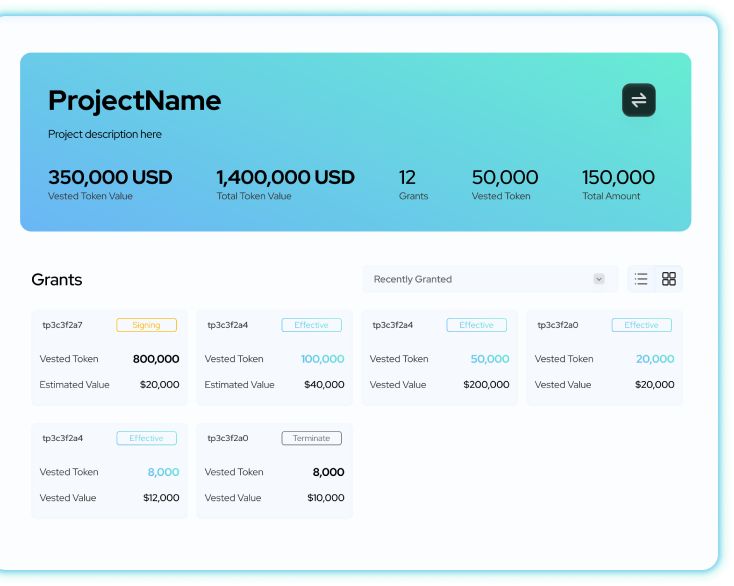 ProjectName
Project description here
350,000 USD 1,400,000 USD 12 50,000 150,000
Vested Token Value Total Token Value Grants Vested Token Total Amount
Grants Recently Granted
tp3c3f2a7 Signing tp3c3f2a4 Effective tp3c3f2a4 Effective tp3c3f2a0 Effective
Vested Token 800,000 Vested Token 100,000 Vested Token 50,000 Vested Token 20,000
Estimated Value $20,000 Estimated Value $40,000 Vested Value $200,000 Vested Value $20,000
tp3c3f2a4 Effective tp3c3f2a0 Terminate
Vested Token 8,000 Vested Token 8,000
Vested Value $12,000 Vested Value $10,000